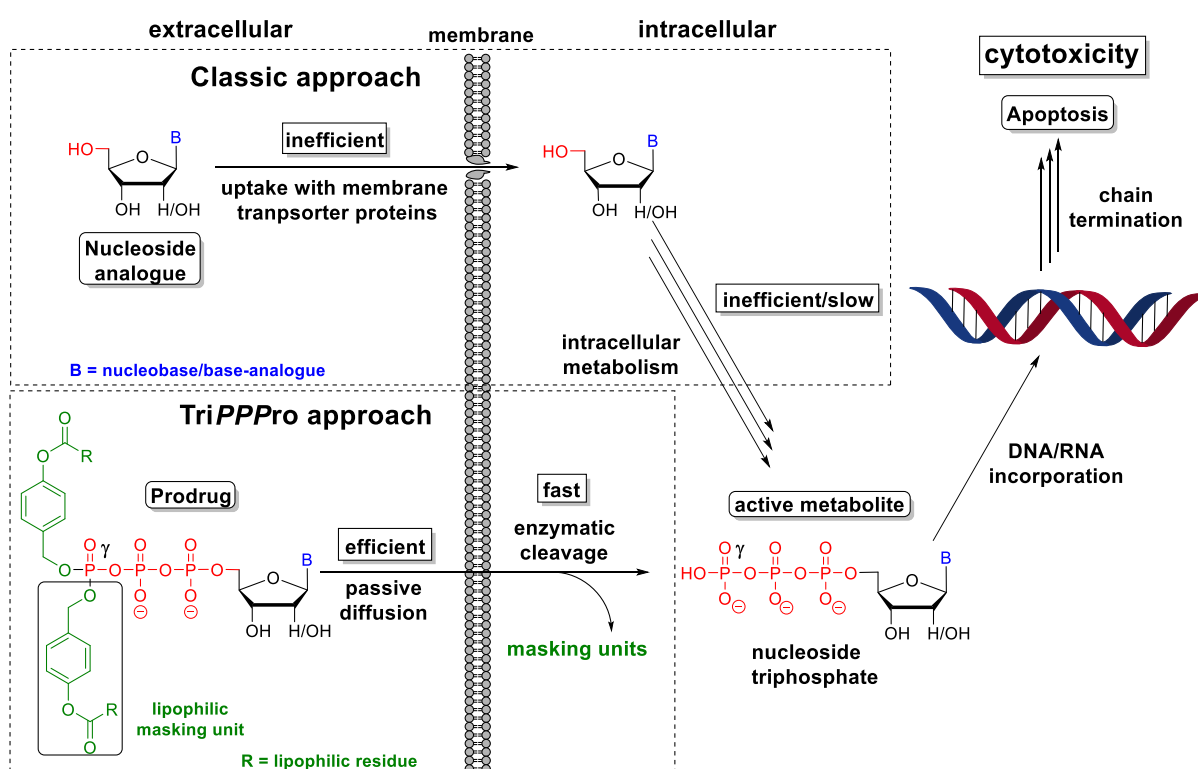 extracellular
membrane
intracellular
Classic approach
cytotoxicity
Apoptosis
inefficient
uptake with membrane
tranpsorter proteins
HO
O
B
OH
H/OH
Nucleoside
analogue
HO
O
B
OH
H/OH
chain
termination
inefficient/slow
intracellular
metabolism
B = nucleobase/base-analogue
TriPPPro approach
O
O
R
Prodrug
O
γ
O
O
O
P
O
P
O
P
O
O
B
O
O
⊖
O
⊖
OH
H/OH
efficient
passive
diffusion
fast
enzymatic
cleavage
masking units
DNA/RNA
incorporation
active metabolite
O
γ
O
O
HO
P
O
P
O
P
O
O
B
O
⊖
O
⊖
O
⊖
OH
H/OH
nucleoside
triphosphate
O
R
O
lipophilic
masking unit
R = lipophilic residue